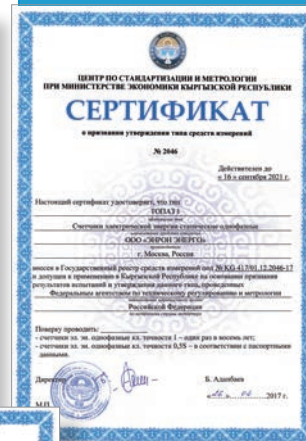 ЦЕНТР ПО СТАНДАРТИЗАЦИИ И МЕТРОЛОГИИ
ПРИ МИНИСТЕРСТВЕ ЭКОНОМИКИ КЫРГЫЗСКОЙ РЕСПУБЛИКИ
СЕРТИФИКАТ
о признании утверждения типа средств измерений
№ 2046
Действителен до
« 16 » сентября 2021 г.
Настоящий сертификат удостоверяет, что тип
ТОПАЗ 1
Счетчики электрической энергии статические однофазные
ООО «ЭНРОН ЭНЕРГО»
г. Москва, Россия
внесен в Государственный реестр средств измерений под № KG 417/01.12.2046-17
и допущен к применению в Кыргызской Республике на основании признания
результатов испытаний и утверждения данного типа, проведенных
Федеральным агентством по техническому регулированию и метрологии
Российской Федерации
Поверку проводить:
- счетчики эл. эн. однофазные кл. точности 1 – один раз в восемь лет;
- счетчики эл. эн. однофазные кл. точности 0,5S – в соответствии с паспортными
данными.
Директор
Б.
М.П.
2017 г.